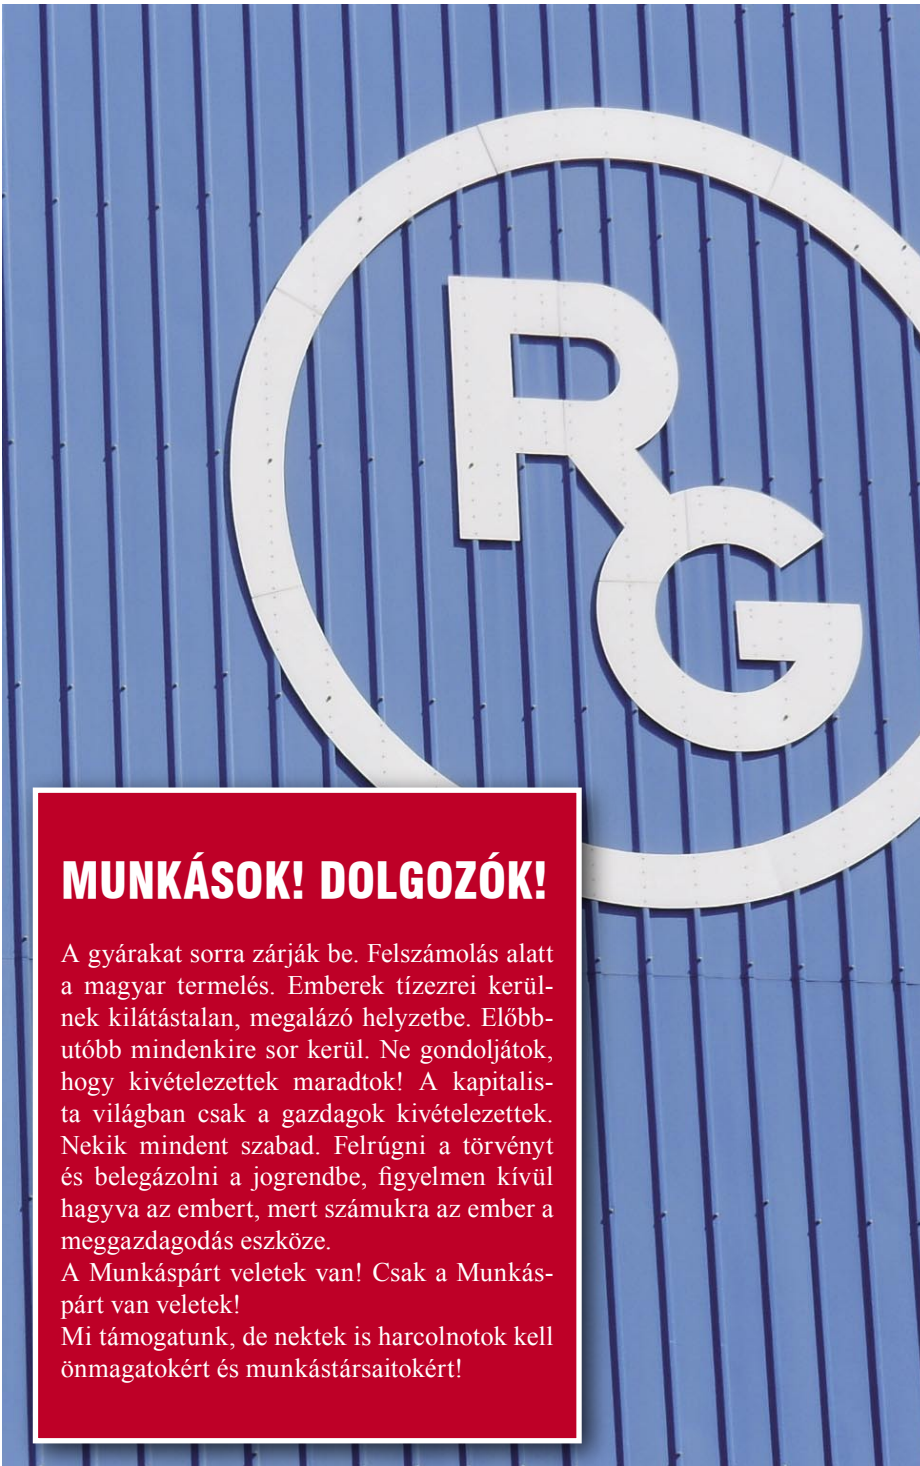 RG
MUNKÁSOK! DOLGOZÓK!
A gyárakat sorra zárják be. Felszámolás alatt
a magyar termelés. Emberek tízezrei kerül-
nek kilátástalan, megalázó helyzetbe. Előbb-
utóbb mindenkire sor kerül. Ne gondoljátok,
hogy kivételezettek maradtok! A kapitalis-
ta világban csak a gazdagok kivételezettek.
Nekik mindent szabad. Felrúgni a törvényt
és belegázolni a jogrendbe, figyelmen kívül
hagyva az embert, mert számukra az ember a
meggazdagodás eszköze.
A Munkáspárt veletek van! Csak a Munkás-
párt van veletek!
Mi támogatunk, de nektek is harcolnotok kell
önmagatokért és munkástársaitokért!